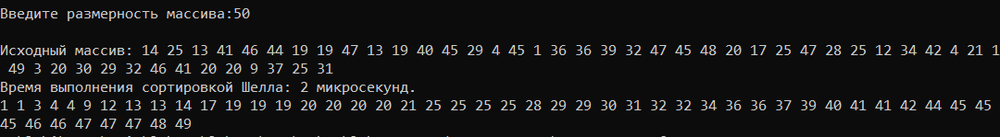 Введите размерность массива:50
Исходный массив: 14 25 13 41 46 44 19 19 47 13 19 40 45 29 4 45 1 36 36 39 32 47 45 48 20 17 25 47 28 25 12 34 42 4 21 1
49 3 20 30 29 32 46 41 20 20 9 37 25 31
Время выполнения сортировкой Шелла: 2 микросекунд.
1 1 3 4 4 9 12 13 13 14 17 19 19 19 20 20 20 20 21 25 25 25 25 28 29 29 30 31 32 32 34 36 36 37 39 40 41 41 42 44 45 45
45 46 46 47 47 47 48 49